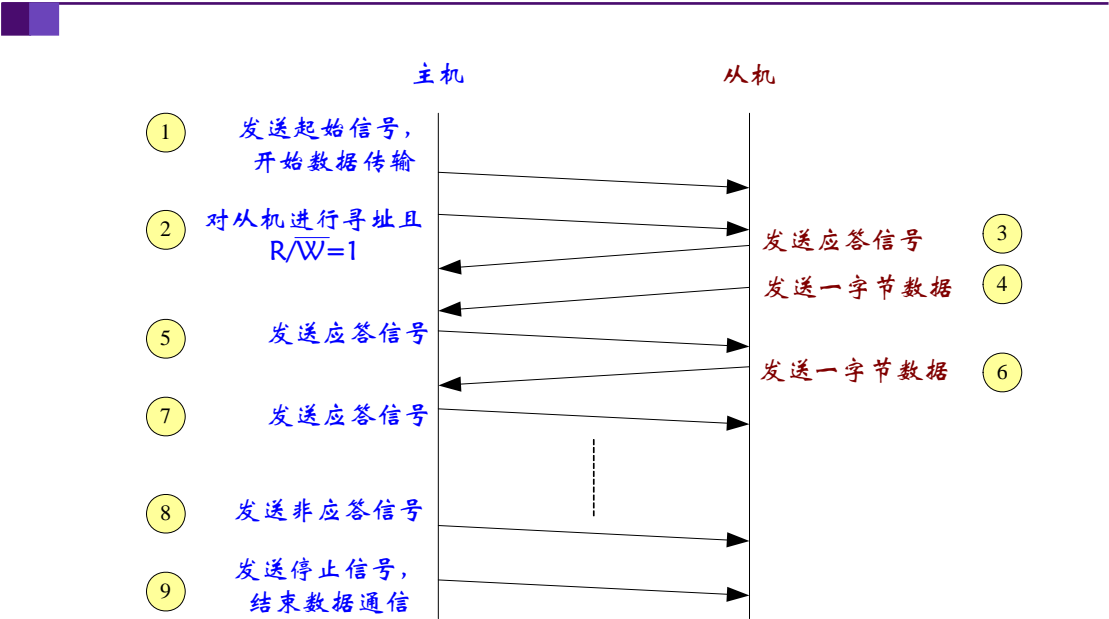 主机
从机
1
发送起始信号，
开始数据传输
2
对从机进行寻址且
R/W̅=1
发送应答信号
3
发送一字节数据
4
5
发送应答信号
发送一字节数据
6
7
发送应答信号
8
发送非应答信号
9
发送停止信号，
结束数据通信